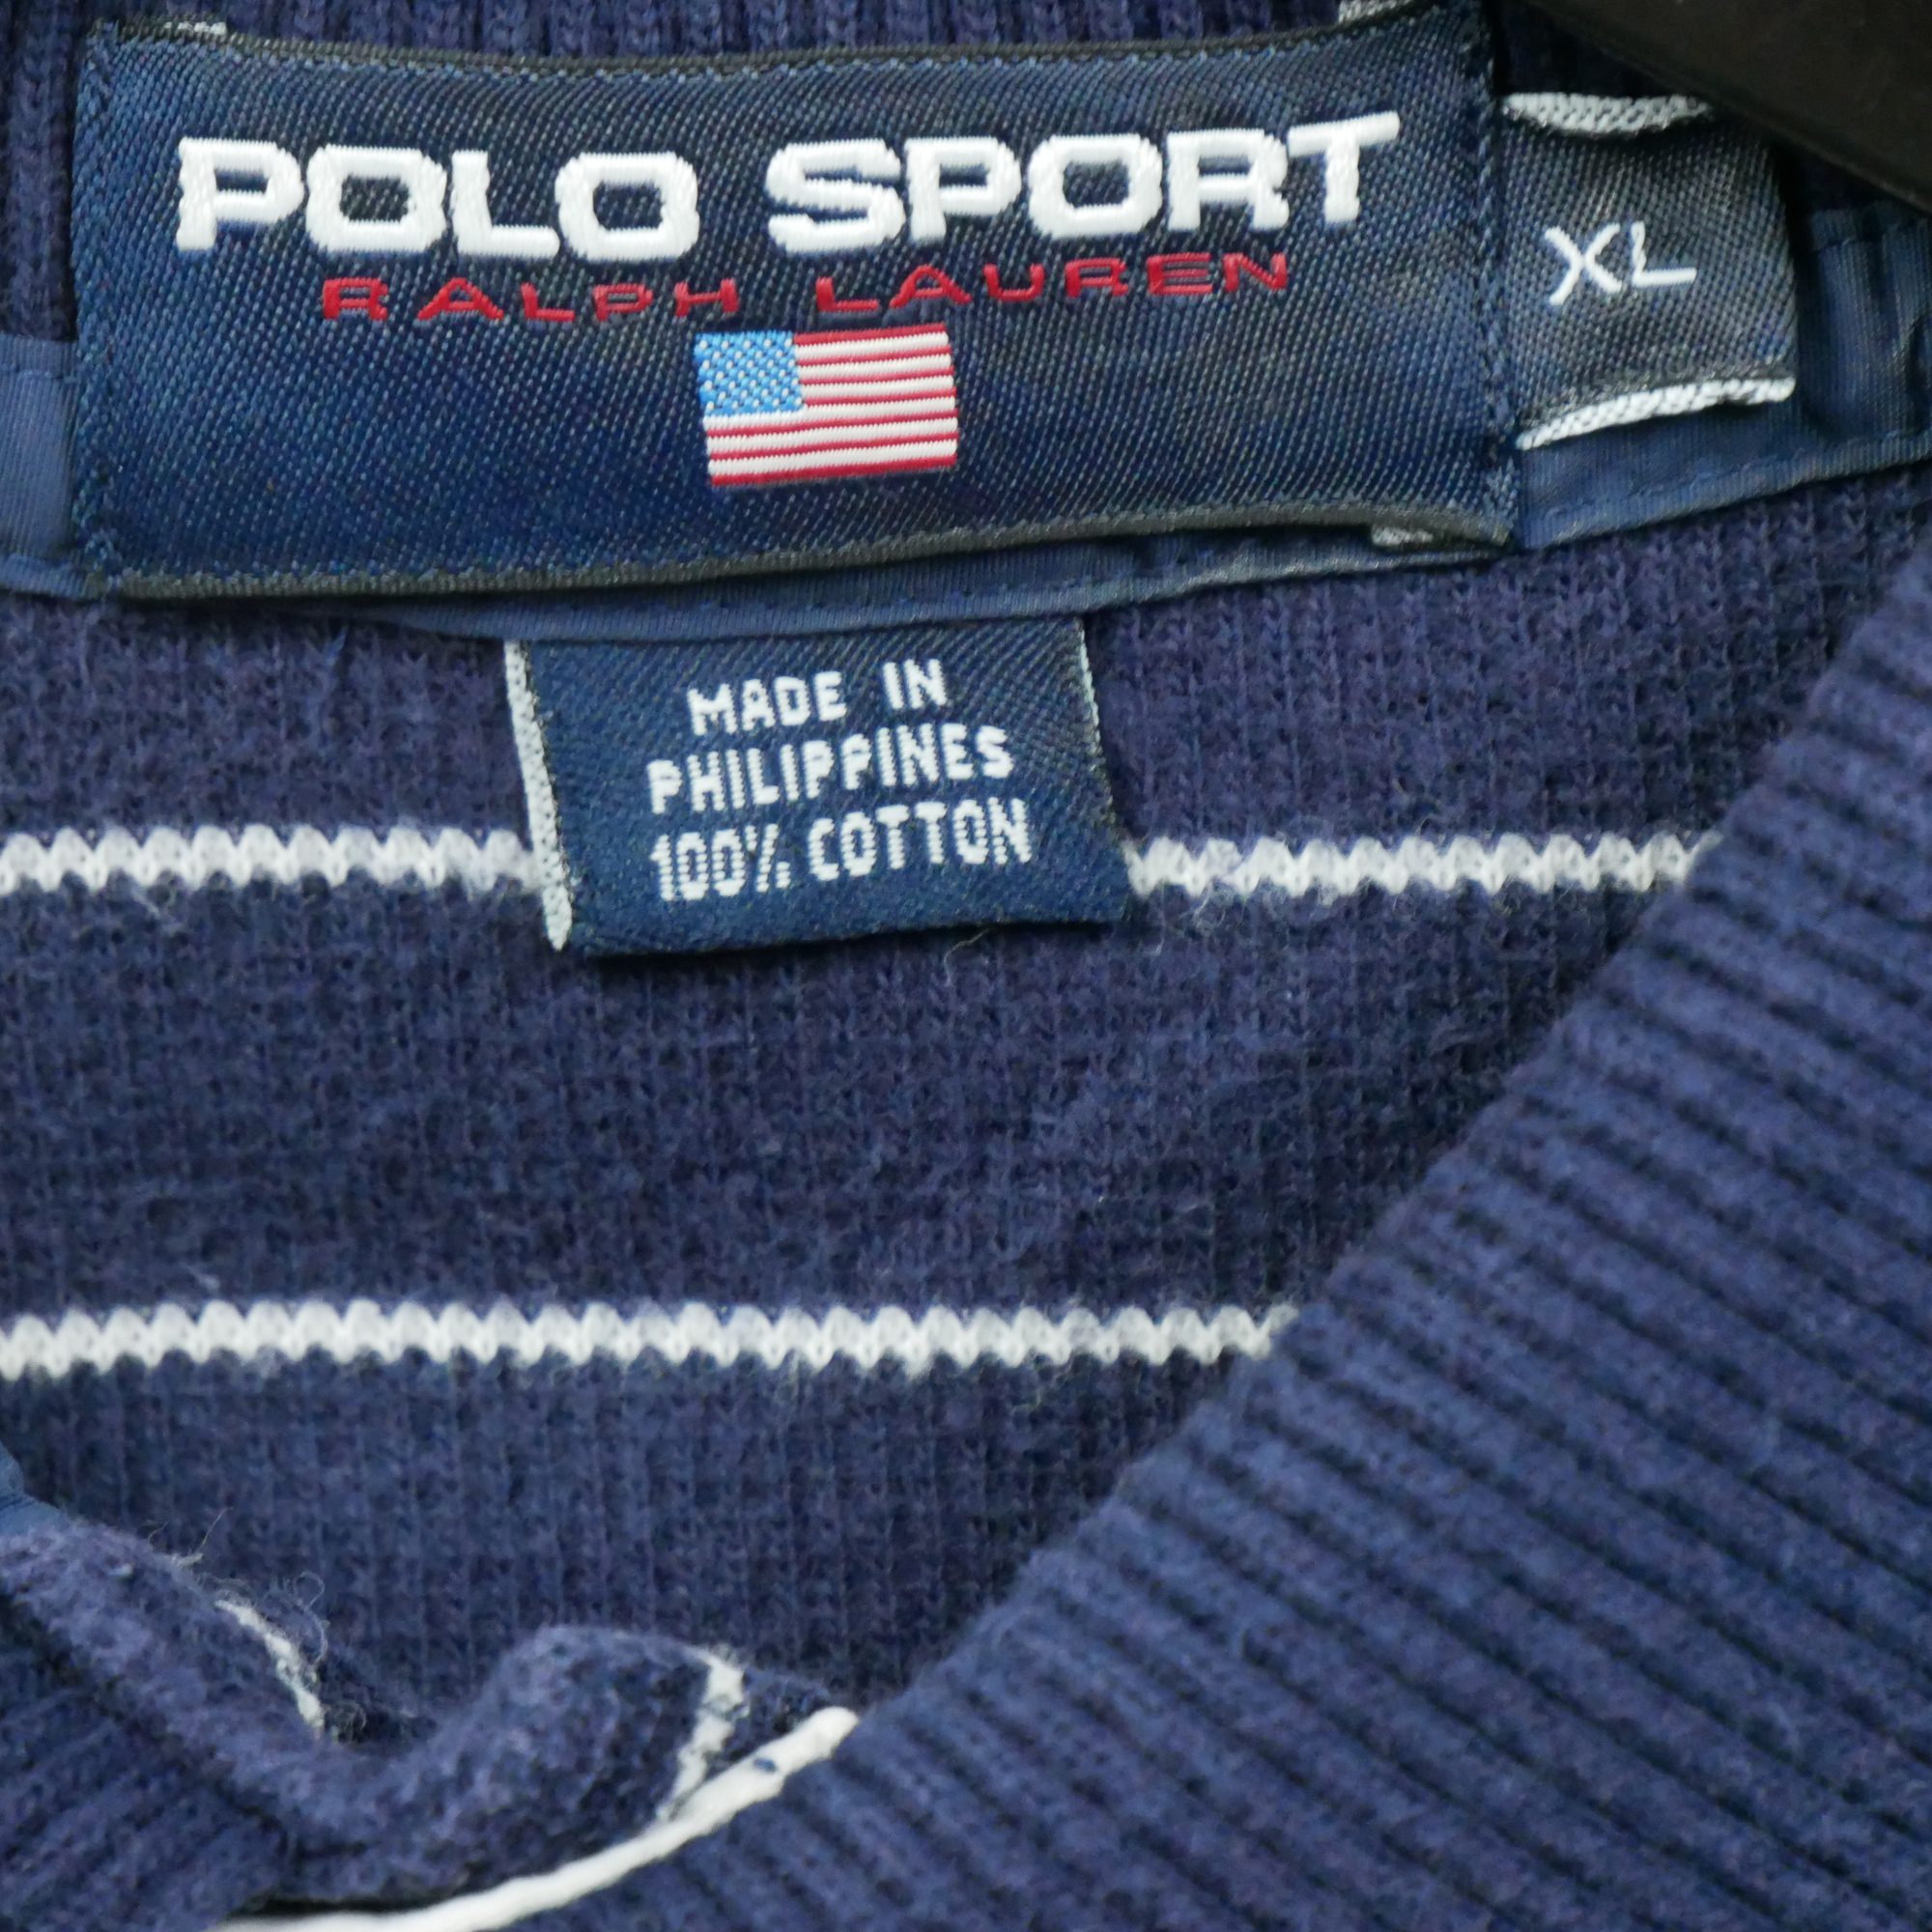 POLO SPORT
RALPH LAUREN
XL
MADE IN
PHILIPPINES
100% COTTON